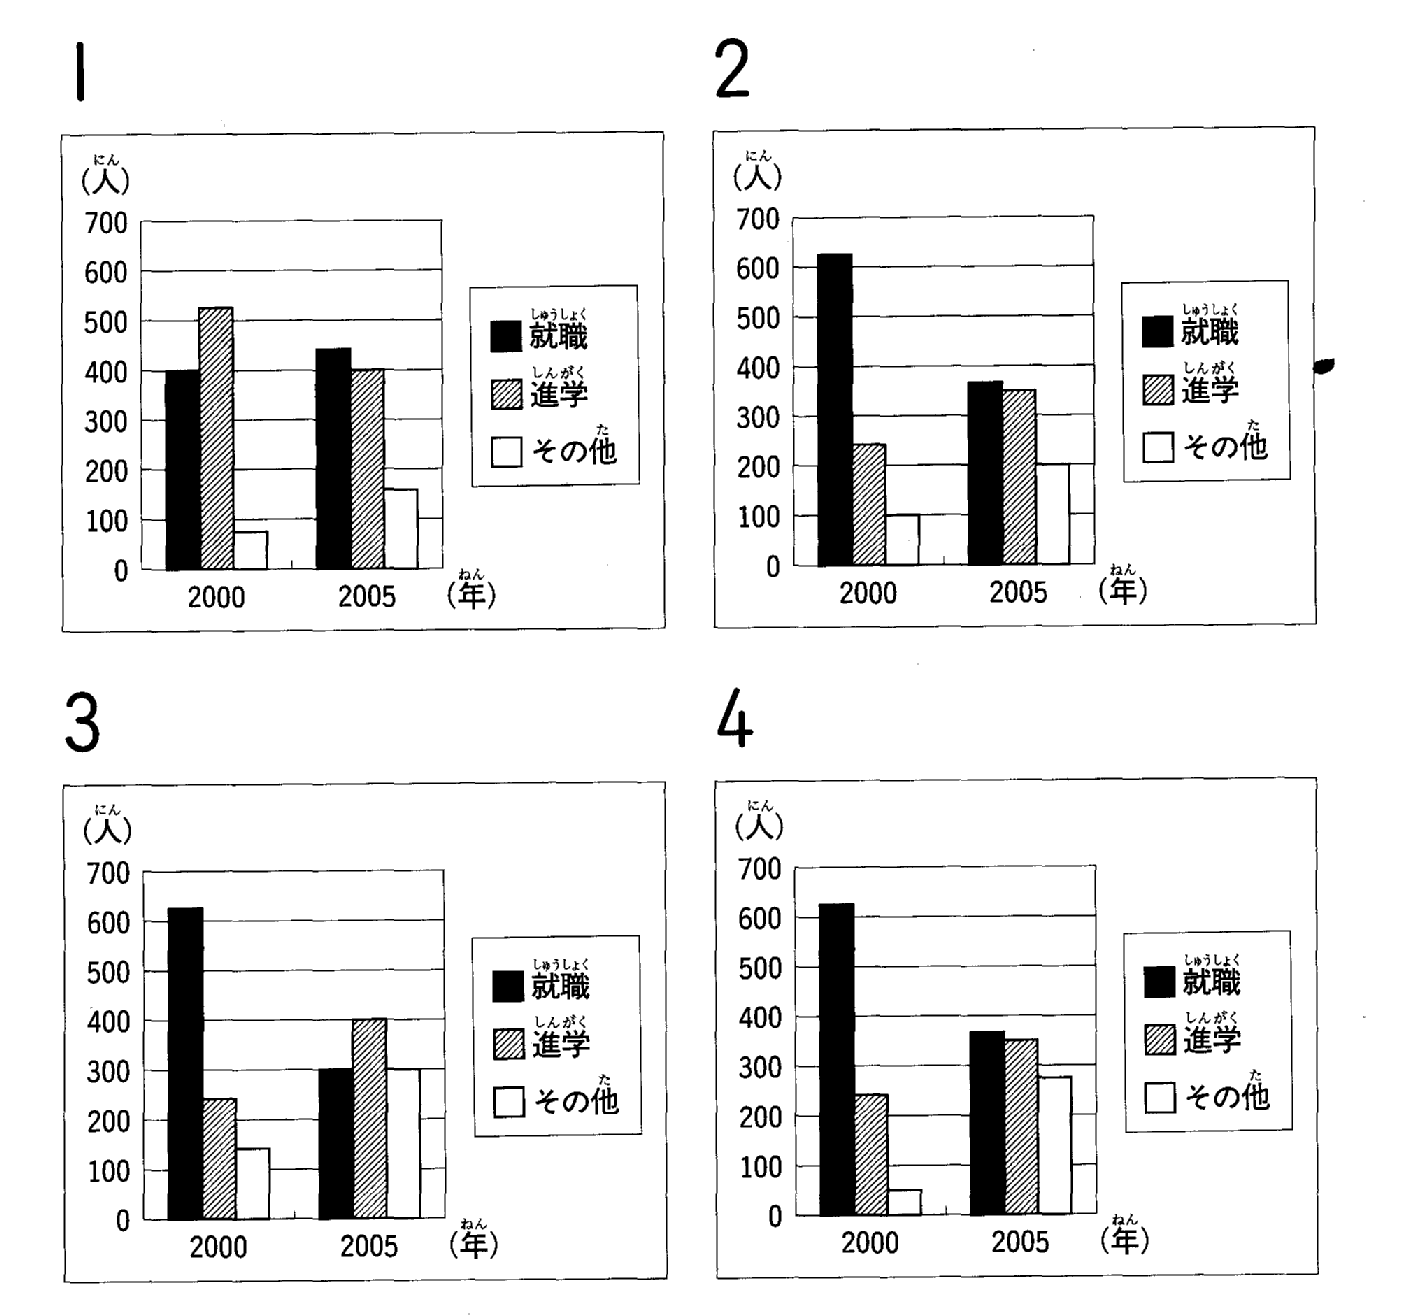 1
にん
(人)
700
600
500
400
300
200
100
0
2000
2005
ねん
(年)
しゅうしょく
就職
しんがく
進学
た
その他
2
にん
(人)
700
600
500
400
300
200
100
0
2000
2005
ねん
(年)
しゅうしょく
就職
しんがく
進学
た
その他
3
にん
(人)
700
600
500
400
300
200
100
0
2000
2005
ねん
(年)
しゅうしょく
就職
しんがく
進学
た
その他
4
にん
(人)
700
600
500
400
300
200
100
0
2000
2005
ねん
(年)
しゅうしょく
就職
しんがく
進学
た
その他